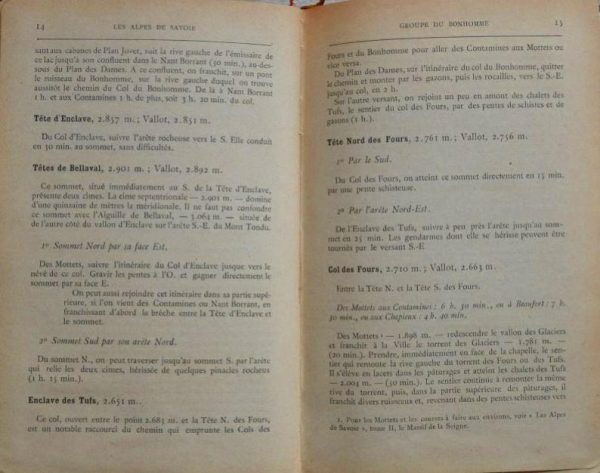 14 LES ALPES DE SAVOIE
sant aux cabanes de Plan Jovet, suit la rive gauche de l'émissaire de
ce lac jusqu'à son confluent dans le Nant Borrant (50 min.), au-des-
sous du Plan des Dames. A ce confluent, on franchit, sur un pont
le ruisseau du Bonhomme, sur la rive gauche duquel on trouve
aussitôt le chemin du Col du Bonhomme. De là à Nant Borrant
1 h. et aux Contamines 1 h. de plus, soit 3 h. 20 min. du col.
Tête d'Enclave, 2.857 m. ; Vallot, 2.851 m.
Du Col d'Enclave, suivre l'arête rocheuse vers le S. Elle conduit
en 30 min. au sommet, sans difficultés.
Têtes de Bellaval, 2.901 m. ; Vallot, 2.892 m.
Ce sommet, situé immédiatement au S. de la Tête d'Enclave,
présente deux cimes. La cime septentrionale — 2.901 m. — domine
d'une quinzaine de mètres la méridionale. Il ne faut pas confondre
ce sommet avec l'Aiguille de Bellaval, — 3.064 m. — située de
de l'autre côté du vallon d'Enclave sur l'arête S.-E. du Mont Tondu.
1º Sommet Nord par sa face Est.
Des Mottets, suivre l'itinéraire du Col d'Enclave jusque vers le
névé de ce col. Gravir les pentes à l'O. et gagner directement le
sommet par sa face E.
On peut aussi rejoindre cet itinéraire dans sa partie supé-
rieure, si l'on vient des Contamines ou Nant Borrant, en
franchissant d'abord la brèche entre la Tête d'Enclave et
le sommet.
2º Sommet Sud par son arête Nord.
Du sommet N., on peut traverser jusqu'au sommet S. par l'arête
qui relie les deux cimes, hérissée de quelques pinacles rocheux
(1 h. 15 min.).
Enclave des Tufs, 2.651 m..
Ce col, ouvert entre le point 2.683 m. et la Tête N. des Fours,
est un notable raccourci du chemin qui emprunte les Cols des
GROUPE DU BONHOMME 15
Fours et du Bonhomme pour aller des Contamines aux Mottets ou
vice versa.
Du Plan des Dames, sur l'itinéraire du col du Bonhomme, quitter
le chemin et monter par les gazons, puis les rocailles, vers le S.-E.
jusqu'au col, en 2 h.
Sur l'autre versant, on rejoint un peu en amont des chalets des
Tufs, le sentier du col des Fours, par des pentes de schistes et de
gazons (1 h.).
Tête Nord des Fours, 2.761 m. ; Vallot, 2.756 m.
1º Par le Sud.
Du Col des Fours, on atteint ce sommet directement en 15 min.
par une pente schisteuse.
2º Par l'arête Nord-Est.
De l'Enclave des Tufs, suivre à peu près l'arête jusqu'au som-
met en 25 min. Les gendarmes dont elle se hérisse peuvent être
tournés par le versant S.-E
Col des Fours, 2.710 m ; Vallot, 2.663 m.
Entre la Tête N. et la Tête S. des Fours.
Des Mottets aux Contamines : 6 h. 30 min., ou à Beaufort : 7 h.
30 min., ou aux Chapieux : 4 h. 40 min.
Des Mottets ¹ — 1.898 m. — redescendre le vallon des Glaciers
et franchir à la Ville le torrent des Glaciers — 1.781 m. —
(20 min.). Prendre, immédiatement en face de la chapelle, le sen-
tier qui remonte la rive gauche du torrent des Fours ou des Tufs.
Il s'élève en lacets dans les pâturages et atteint les chalets des Tufs
— 2.004 m. — (30 min.). Le sentier continue à remonter la même
rive du torrent, puis, dans la partie supérieure des pâturages, il
franchit divers ruisseaux et, revenant dans des pentes schisteuses vers
1. Pour les Mottets et les courses à faire aux environs, voir « Les Alpes
de Savoie », tome II, le Massif de la Seigne.